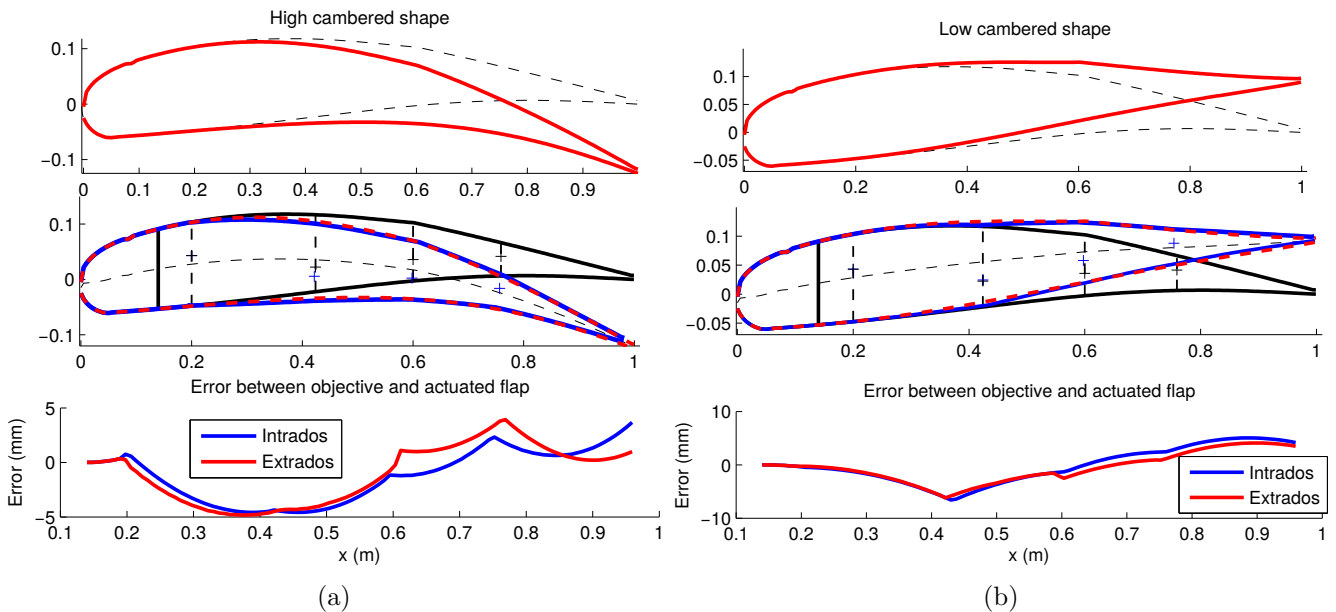 High cambered shape
0.1
0
−0.1
0 0.1 0.2 0.3 0.4 0.5 0.6 0.7 0.8 0.9
0.1
0
−0.1
0 0.2 0.4 0.6 0.8 1
Error between objective and actuated flap
Error (mm)
5
0
−5
Intrados
Extrados
0.1 0.2 0.3 0.4 0.5 0.6 0.7 0.8 0.9 1
x (m)
(a)
Low cambered shape
0.1
0.05
0
−0.05
0 0.2 0.4 0.6 0.8 1
0.1
0.05
0
−0.05
0 0.2 0.4 0.6 0.8 1
Error between objective and actuated flap
Error (mm)
10
0
−10
Intrados
Extrados
0.1 0.2 0.3 0.4 0.5 0.6 0.7 0.8 0.9 1
x (m)
(b)